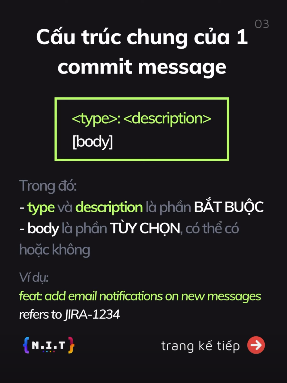 03
Cấu trúc chung của 1
commit message
<type>: <description>
[body]
Trong đó:
- type và description là phần BẮT BUỘC
- body là phần TÙY CHỌN, có thể có
hoặc không
Ví dụ:
feat: add email notifications on new messages
refers to JIRA-1234
{M.I.T}
trang kế tiếp